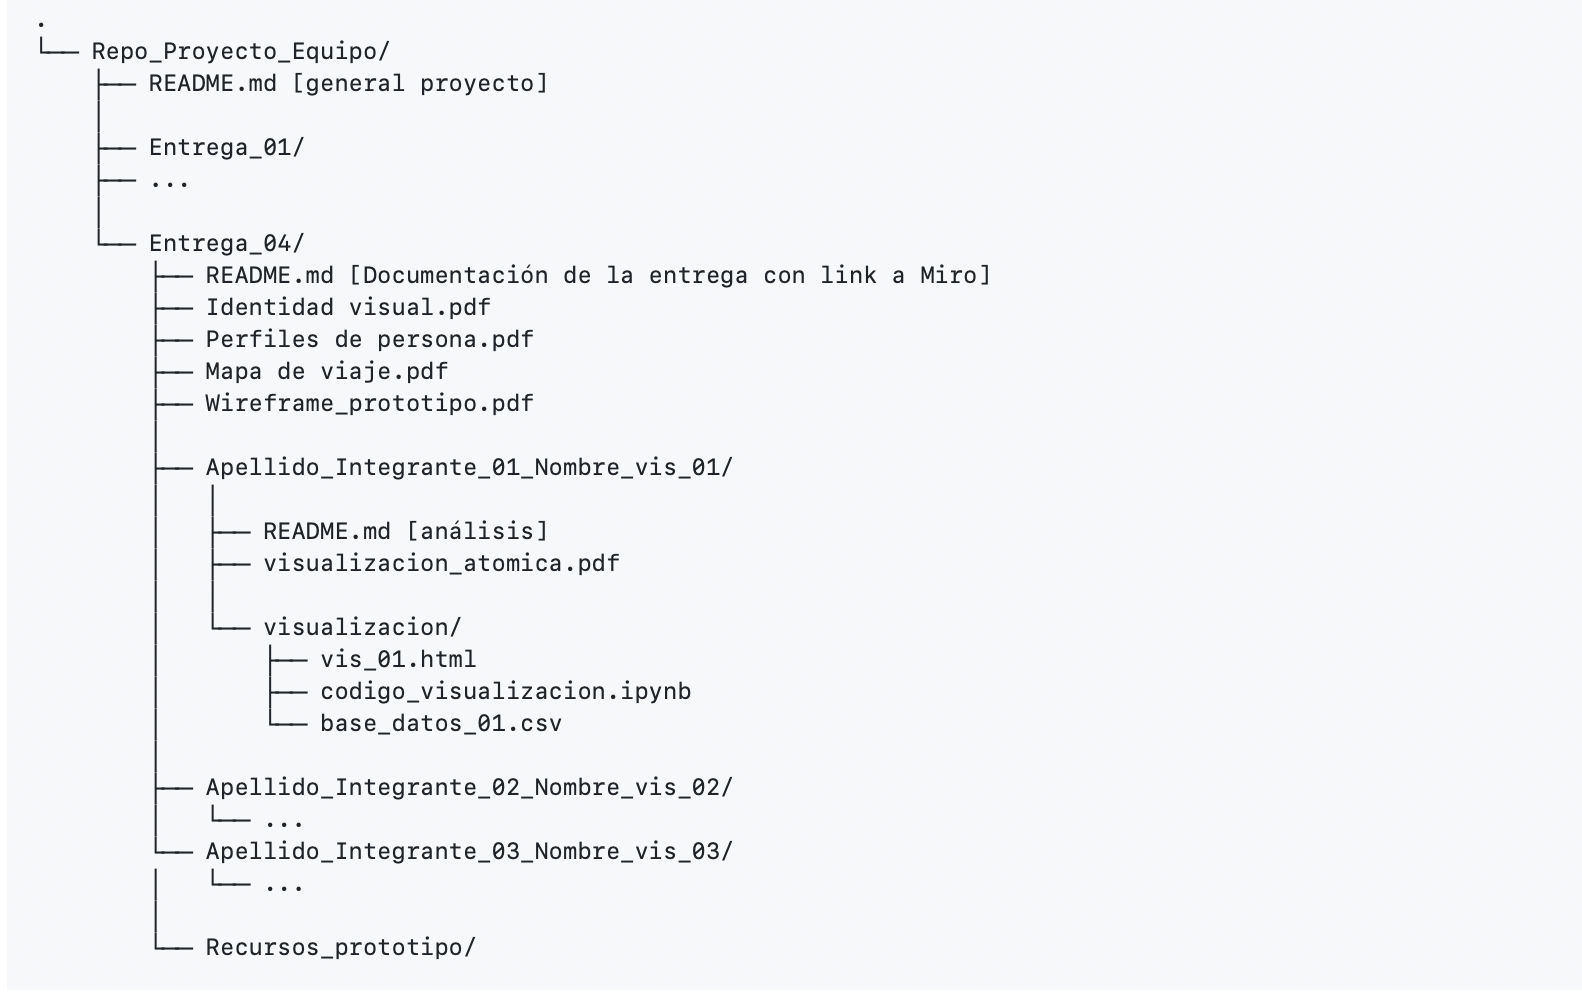 .
└── Repo_Proyecto_Equipo/
    ├── README.md [general proyecto]
    │
    ├── Entrega_01/
    ├── ...
    │
    └── Entrega_04/
        ├── README.md [Documentación de la entrega con link a Miro]
        ├── Identidad visual.pdf
        ├── Perfiles de persona.pdf
        ├── Mapa de viaje.pdf
        ├── Wireframe_prototipo.pdf
        │
        ├── Apellido_Integrante_01_Nombre_vis_01/
        │   │
        │   ├── README.md [análisis]
        │   ├── visualizacion_atomica.pdf
        │   │
        │   └── visualizacion/
        │       ├── vis_01.html
        │       ├── codigo_visualizacion.ipynb
        │       └── base_datos_01.csv
        │
        ├── Apellido_Integrante_02_Nombre_vis_02/
        │   └── ...
        └── Apellido_Integrante_03_Nombre_vis_03/
        │   └── ...
        │
        └── Recursos_prototipo/